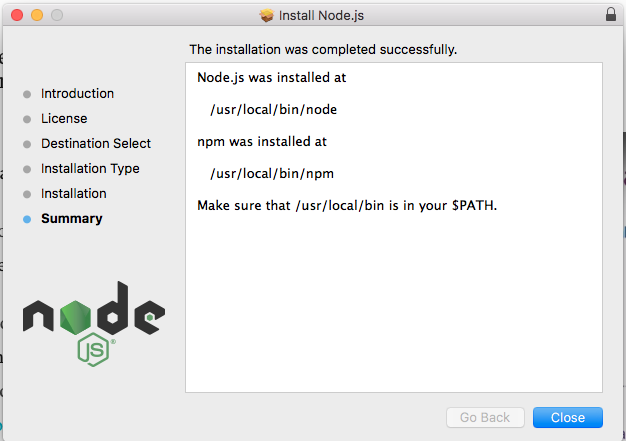 Install Node.js
The installation was completed successfully.
Introduction
License
Destination Select
Installation Type
Installation
Summary
Node.js was installed at
/usr/local/bin/node
npm was installed at
/usr/local/bin/npm
Make sure that /usr/local/bin is in your $PATH.
node
JS®
Go Back
Close